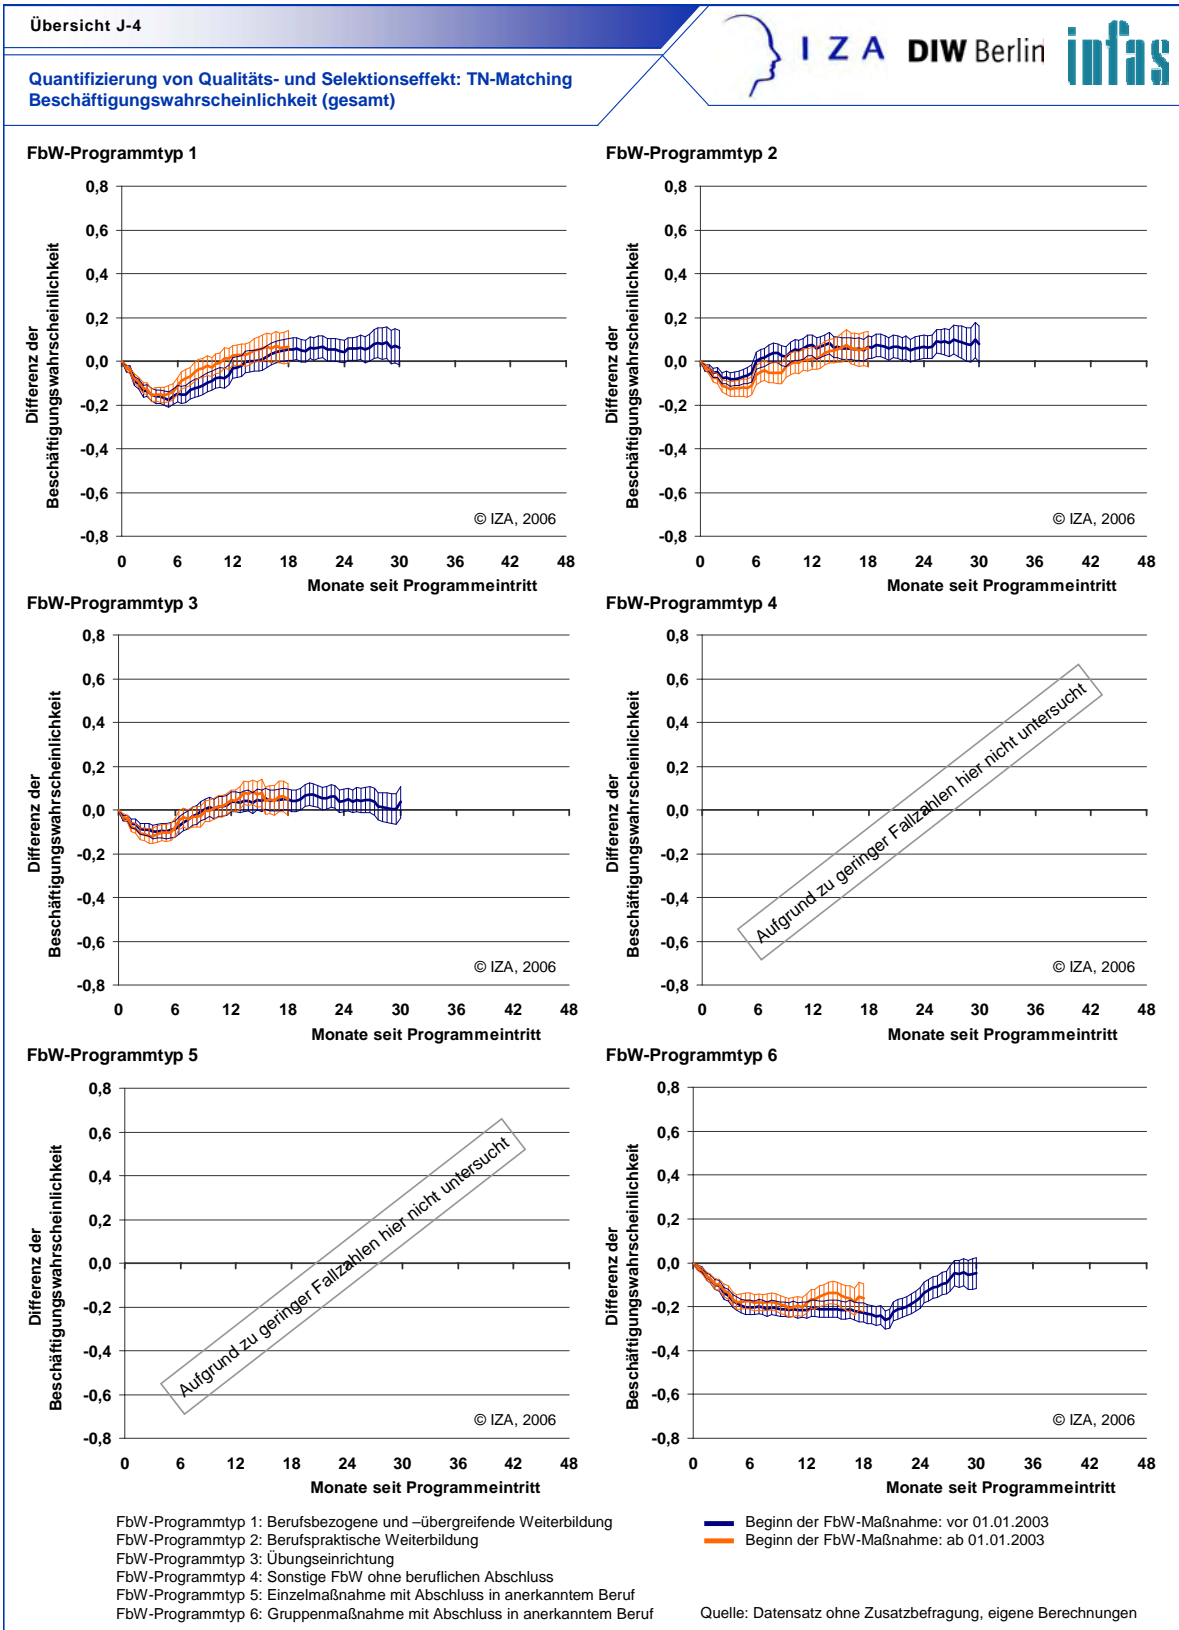 Übersicht J-4
IZA DIW Berlin infas
Quantifizierung von Qualitäts- und Selektionseffekt: TN-Matching
Beschäftigungswahrscheinlichkeit (gesamt)
FbW-Programmtyp 1
Differenz der
Beschäftigungswahrscheinlichkeit
0,8
0,6
0,4
0,2
0,0
-0,2
-0,4
-0,6
-0,8
© IZA, 2006
0 6 12 18 24 30 36 42 48
Monate seit Programmeintritt
FbW-Programmtyp 2
Differenz der
Beschäftigungswahrscheinlichkeit
0,8
0,6
0,4
0,2
0,0
-0,2
-0,4
-0,6
-0,8
© IZA, 2006
0 6 12 18 24 30 36 42 48
Monate seit Programmeintritt
FbW-Programmtyp 3
Differenz der
Beschäftigungswahrscheinlichkeit
0,8
0,6
0,4
0,2
0,0
-0,2
-0,4
-0,6
-0,8
© IZA, 2006
0 6 12 18 24 30 36 42 48
Monate seit Programmeintritt
FbW-Programmtyp 4
Differenz der
Beschäftigungswahrscheinlichkeit
0,8
0,6
0,4
0,2
0,0
-0,2
-0,4
-0,6
-0,8
Aufgrund zu geringer Fallzahlen hier nicht untersucht
© IZA, 2006
0 6 12 18 24 30 36 42 48
Monate seit Programmeintritt
FbW-Programmtyp 5
Differenz der
Beschäftigungswahrscheinlichkeit
0,8
0,6
0,4
0,2
0,0
-0,2
-0,4
-0,6
-0,8
Aufgrund zu geringer Fallzahlen hier nicht untersucht
© IZA, 2006
0 6 12 18 24 30 36 42 48
Monate seit Programmeintritt
FbW-Programmtyp 6
Differenz der
Beschäftigungswahrscheinlichkeit
0,8
0,6
0,4
0,2
0,0
-0,2
-0,4
-0,6
-0,8
© IZA, 2006
0 6 12 18 24 30 36 42 48
Monate seit Programmeintritt
FbW-Programmtyp 1: Berufsbezogene und –übergreifende Weiterbildung
FbW-Programmtyp 2: Berufspraktische Weiterbildung
FbW-Programmtyp 3: Übungseinrichtung
FbW-Programmtyp 4: Sonstige FbW ohne beruflichen Abschluss
FbW-Programmtyp 5: Einzelmaßnahme mit Abschluss in anerkanntem Beruf
FbW-Programmtyp 6: Gruppenmaßnahme mit Abschluss in anerkanntem Beruf
Beginn der FbW-Maßnahme: vor 01.01.2003
Beginn der FbW-Maßnahme: ab 01.01.2003
Quelle: Datensatz ohne Zusatzbefragung, eigene Berechnungen